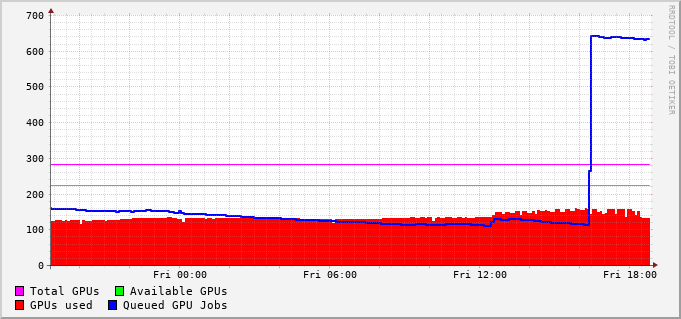 700
600
500
400
300
200
100
0
Fri 00:00 Fri 06:00 Fri 12:00 Fri 18:00
Total GPUs Available GPUs
GPUs used Queued GPU Jobs
RRDTOOL / TOBI OETIKER